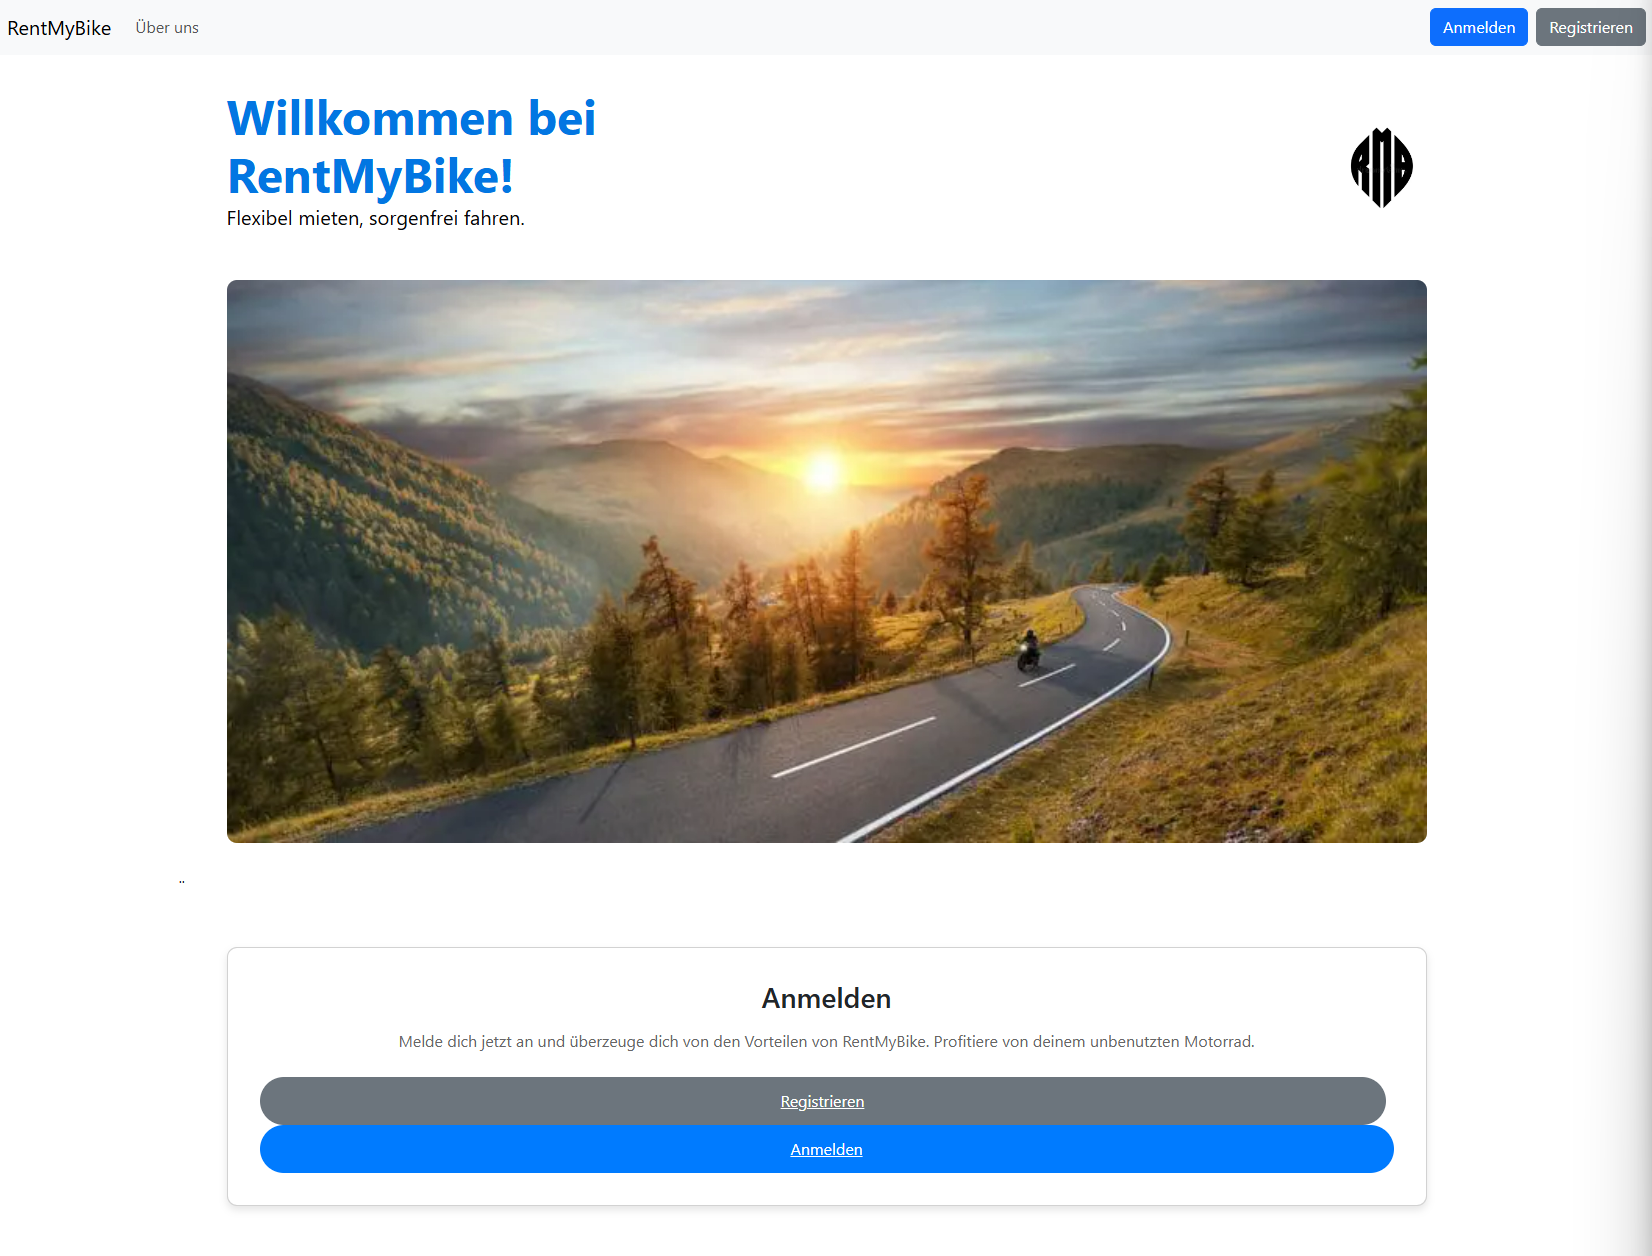 RentMyBike
Über uns
Anmelden
Registrieren
Willkommen bei
RentMyBike!
Flexibel mieten, sorgenfrei fahren.
RMB
..
Anmelden
Melde dich jetzt an und überzeuge dich von den Vorteilen von RentMyBike. Profitiere von deinem unbenutzten Motorrad.
Registrieren
Anmelden